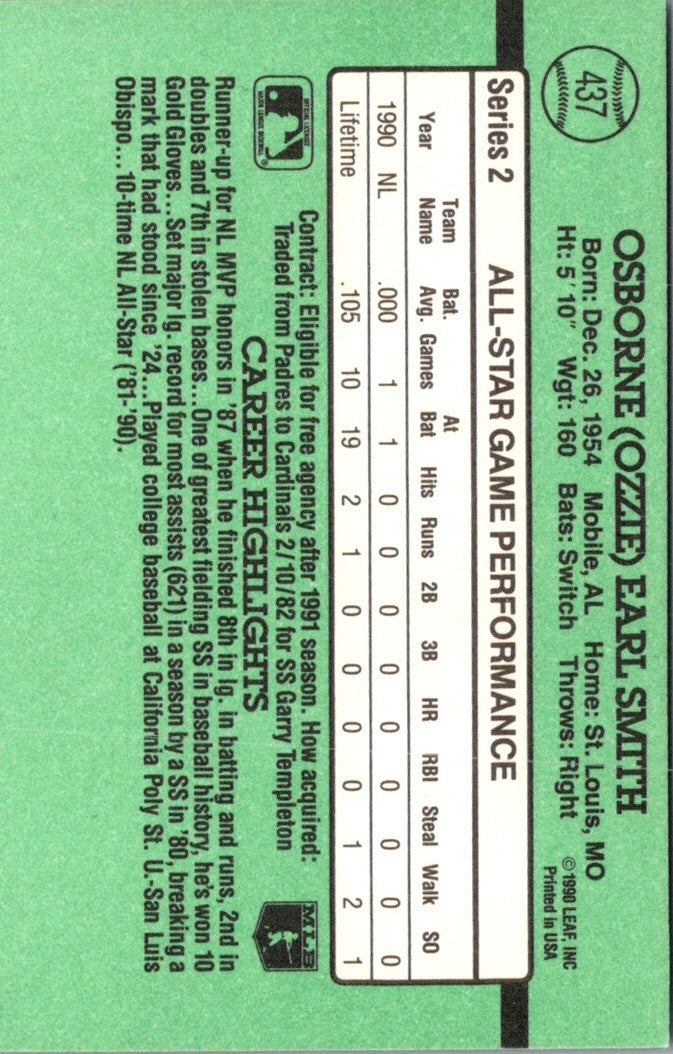 437
OSBORNE (OZZIE) EARL SMITH
Born: Dec. 26, 1954 Mobile, AL Home: St. Louis, MO
Ht: 5' 10" Wgt: 160 Bats: Switch Throws: Right
© 1990 LEAF, INC
Printed in USA
Series 2 ALL-STAR GAME PERFORMANCE
Year Team Name Bat. Avg. Games At Bat Hits Runs 2B 3B HR RBI Steal Walk SO
1990 NL .000 1 1 0 0 0 0 0 0 0 0 0
Lifetime .105 10 19 2 1 0 0 0 0 1 2 1
OFFICIAL LICENSEE
MAJOR LEAGUE BASEBALL
®
Contract: Eligible for free agency after 1991 season. How acquired:
Traded from Padres to Cardinals 2/10/82 for SS Garry Templeton
MLB
CAREER HIGHLIGHTS
Runner-up for NL MVP honors in '87 when he finished 8th in lg. in batting and runs, 2nd in
doubles and 7th in stolen bases...One of greatest fielding SS in baseball history, he's won 10
Gold Gloves...Set major lg. record for most assists (621) in a season by a SS in '80, breaking a
mark that had stood since '24...Played college baseball at California Poly St. U.-San Luis
Obispo...10-time NL All-Star ('81-'90).